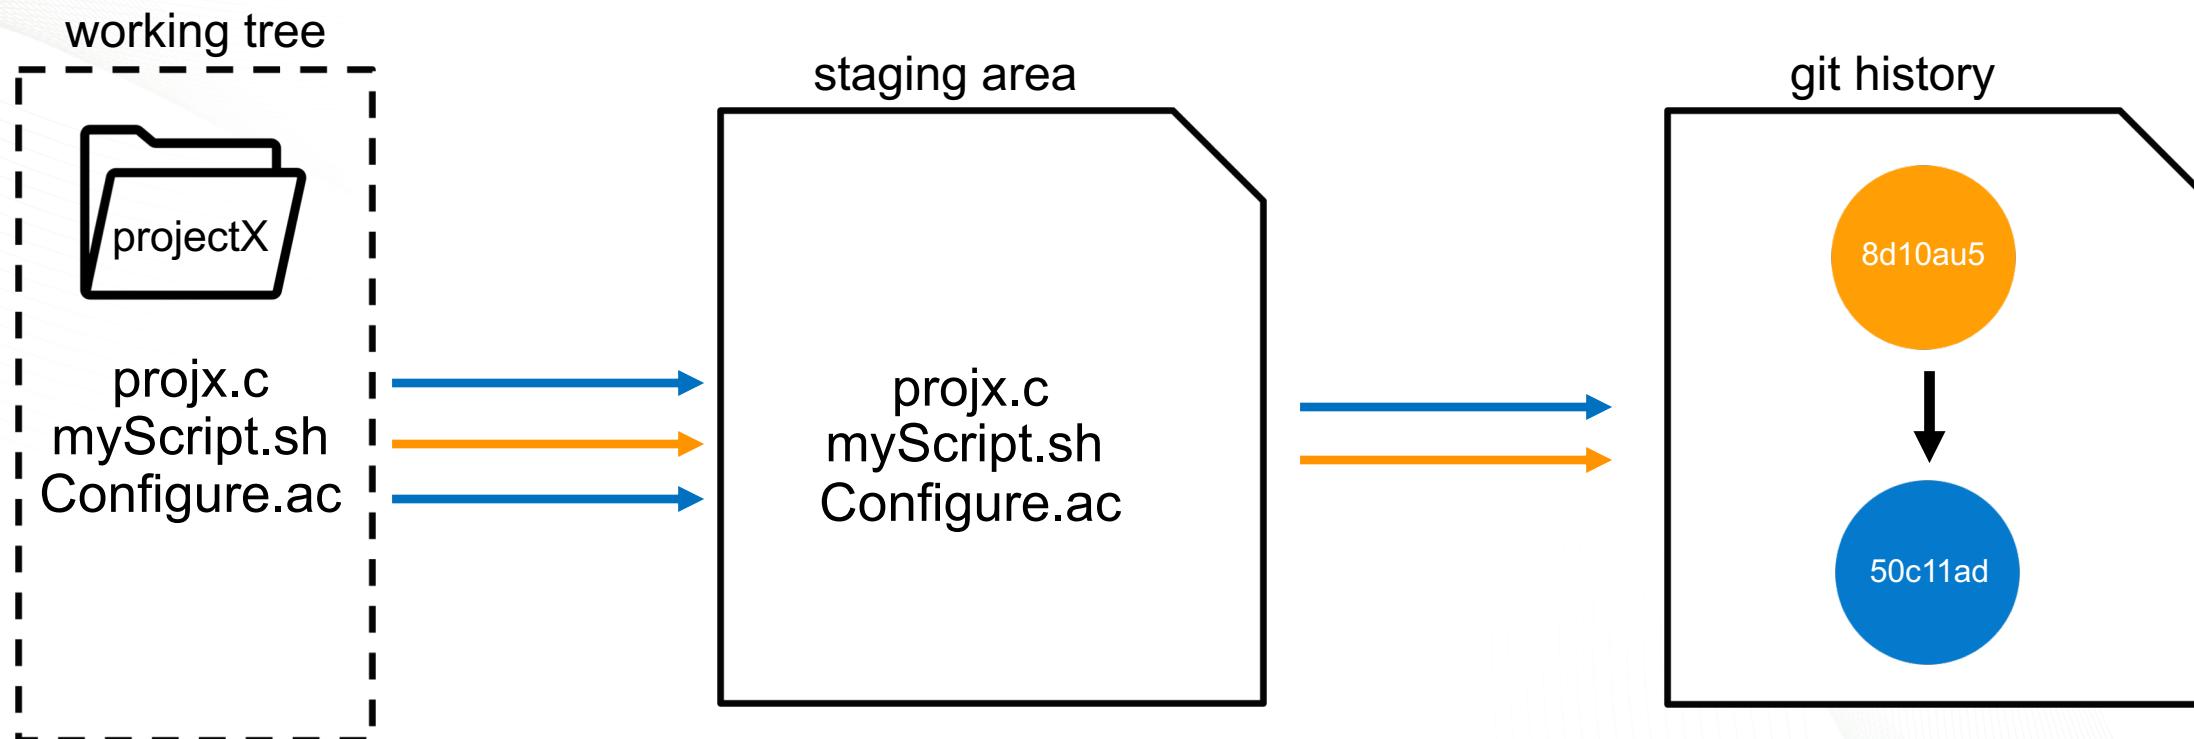 working tree
projectX
projx.c
myScript.sh
Configure.ac
staging area
projx.c
myScript.sh
Configure.ac
git history
8d10au5
50c11ad